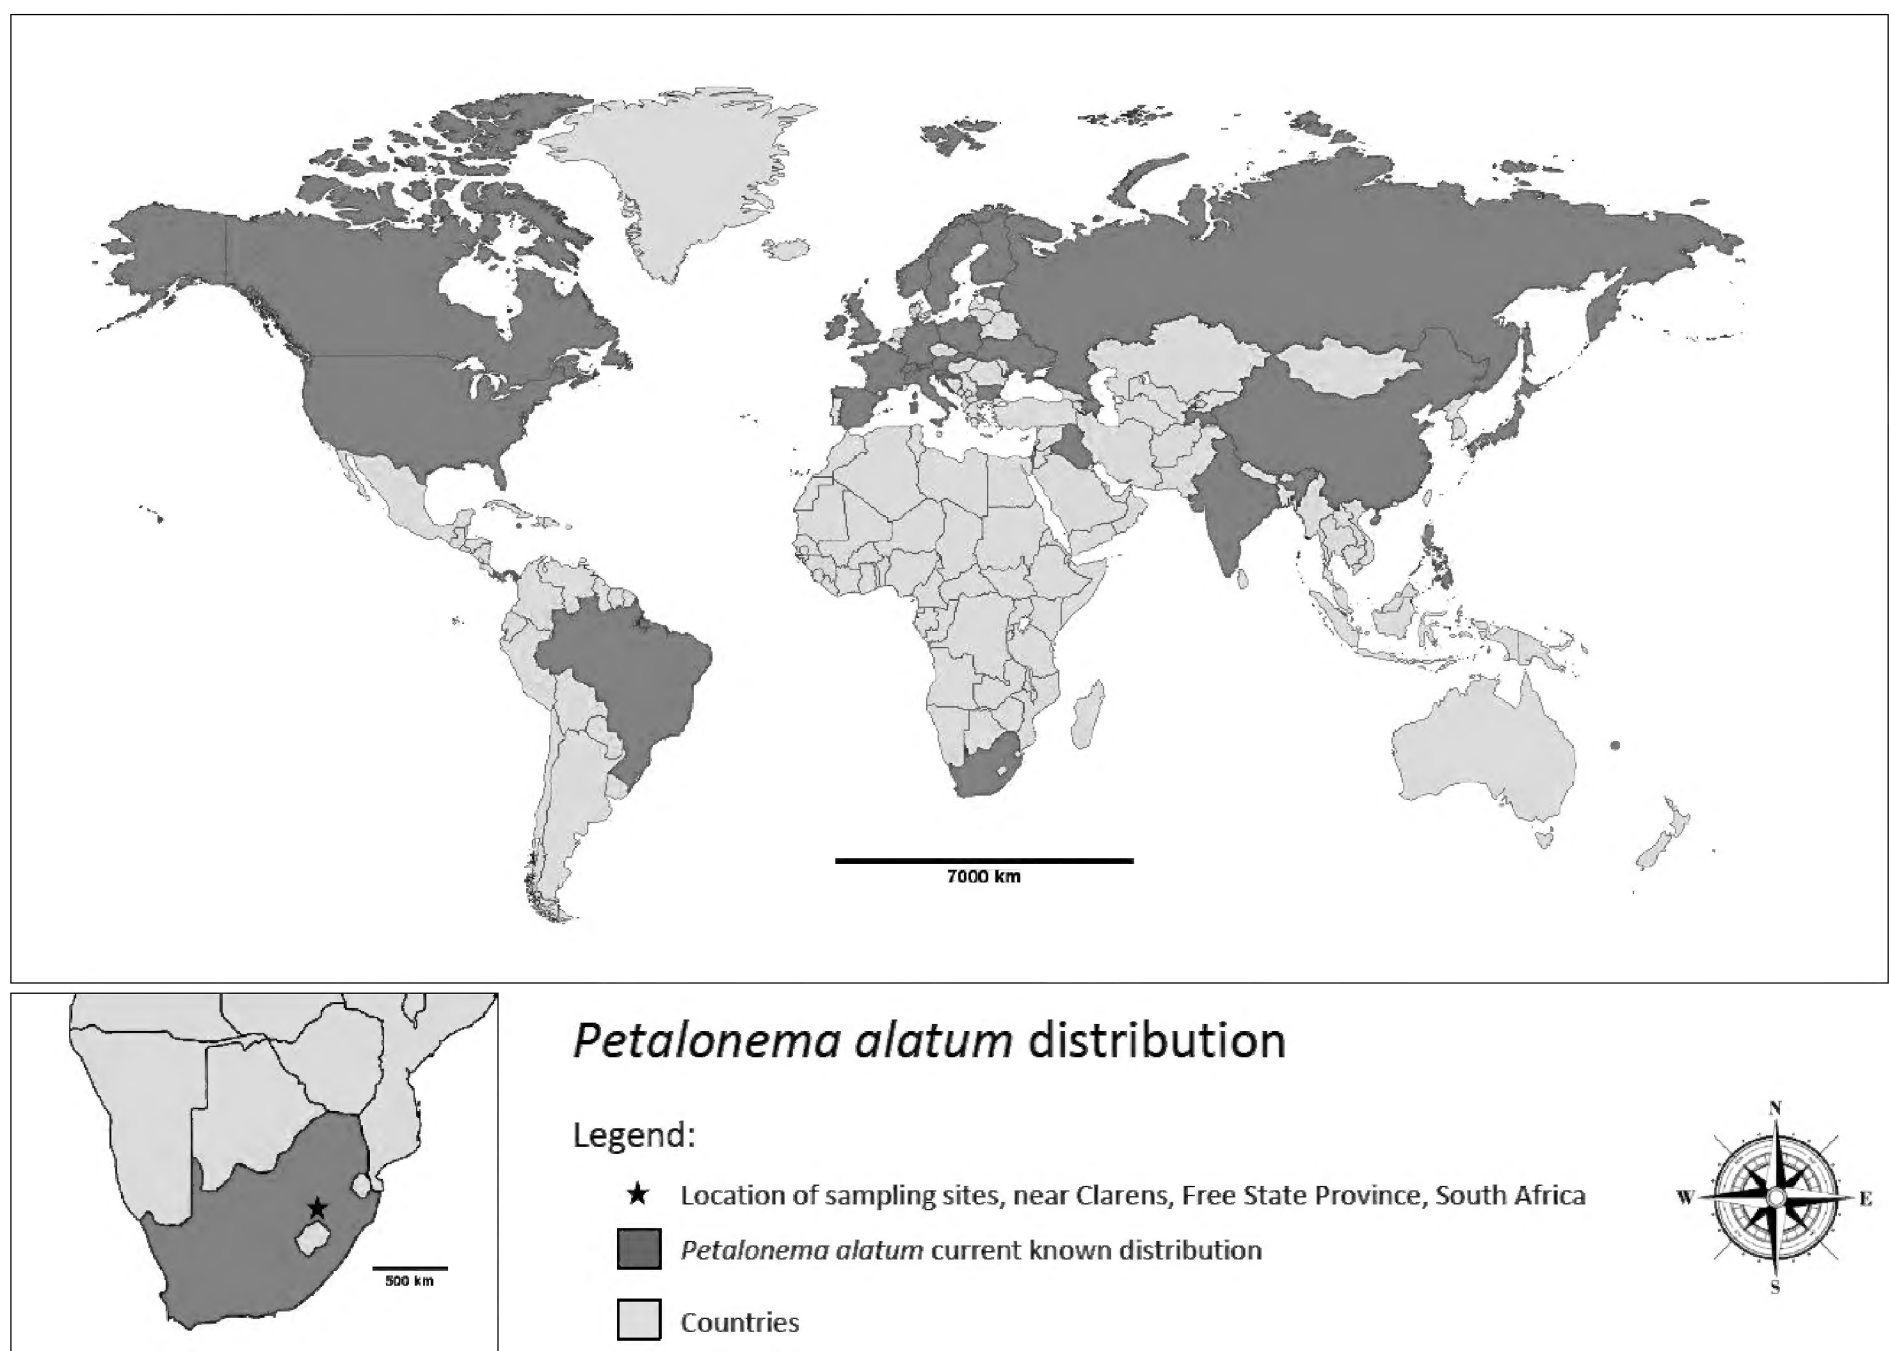 7000 km
500 km
Petalonema alatum distribution
Legend:
Location of sampling sites, near Clarens, Free State Province, South Africa
Petalonema alatum current known distribution
Countries
N
W
E
S